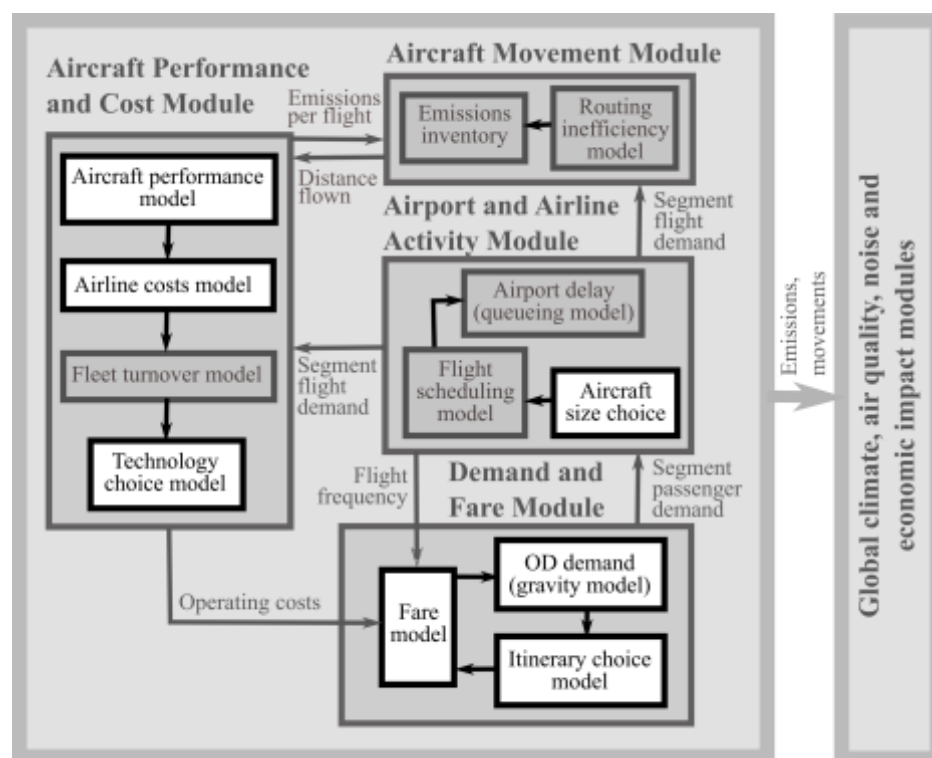 Aircraft Performance
and Cost Module
Aircraft Movement Module
Emissions
per flight
Emissions
inventory
Routing
inefficiency
model
Distance
flown
Aircraft performance
model
Airline costs model
Fleet turnover model
Technology
choice model
Airport and Airline
Activity Module
Segment
flight
demand
Airport delay
(queueing model)
Flight
scheduling
model
Aircraft
size choice
Segment
flight
demand
Flight
frequency
Demand and
Fare Module
Segment
passenger
demand
Operating costs
Fare
model
OD demand
(gravity model)
Itinerary choice
model
Emissions,
movements
Global climate, air quality, noise and
economic impact modules